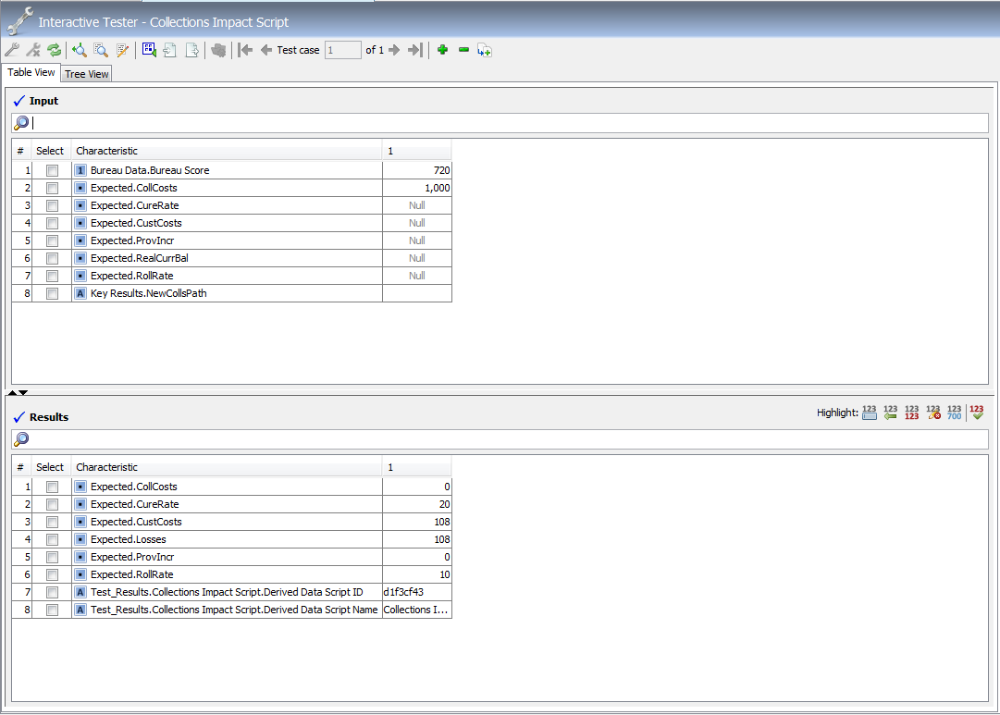 Interactive Tester - Collections Impact Script
Test case 1 of 1
Table View Tree View
Input
# Select Characteristic 1
1 1 Bureau Data.Bureau Score 720
2 Expected.CollCosts 1,000
3 Expected.CureRate Null
4 Expected.CustCosts Null
5 Expected.ProvIncr Null
6 Expected.RealCurrBal Null
7 Expected.RollRate Null
8 A Key Results.NewCollsPath
Results
Highlight: 123 123 123 123 123 123 700 123
# Select Characteristic 1
1 Expected.CollCosts 0
2 Expected.CureRate 20
3 Expected.CustCosts 108
4 Expected.Losses 108
5 Expected.ProvIncr 0
6 Expected.RollRate 10
7 A Test_Results.Collections Impact Script.Derived Data Script ID d1f3cf43
8 A Test_Results.Collections Impact Script.Derived Data Script Name Collections I...